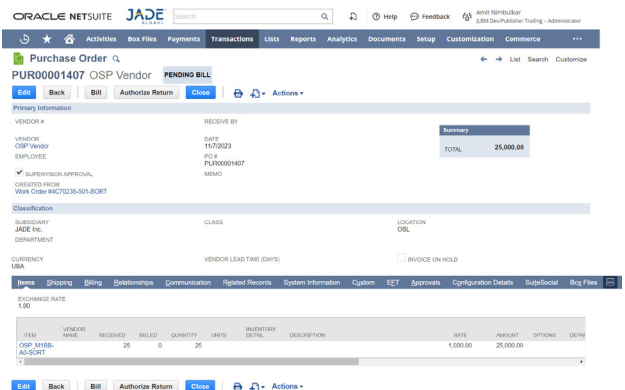 ORACLE NETSUITE JADE GLOBAL Search Help Feedback Amit Nimbulkar
JLBM Dev/Publisher Trailing - Administrator
Activities Box Files Payments Transactions Lists Reports Analytics Documents Setup Customization Commerce
Purchase Order List Search Customize
PUR00001407 OSP Vendor PENDING BILL
Edit Back Bill Authorize Return Close Actions
Primary Information
VENDOR # RECEIVE BY
Summary
VENDOR DATE
OSP Vendor 11/7/2023
TOTAL 25,000.00
EMPLOYEE PO #
PUR00001407
SUPERVISOR APPROVAL MEMO
CREATED FROM
Work Order #4C70235-501-SORT
Classification
SUBSIDIARY CLASS LOCATION
JADE Inc. OSL
DEPARTMENT
CURRENCY VENDOR LEAD TIME (DAYS) INVOICE ON HOLD
USA
Items Shipping Billing Relationships Communication Related Records System Information Custom EFT Approvals Configuration Details SuiteSocial Box Files
EXCHANGE RATE
1.00
ITEM VENDOR NAME RECEIVED BILLED QUANTITY UNITS INVENTORY DETAIL DESCRIPTION RATE AMOUNT OPTIONS
OSP_M1BB-A0-SORT 25 0 25 1,000.00 25,000.00
Edit Back Bill Authorize Return Close Actions